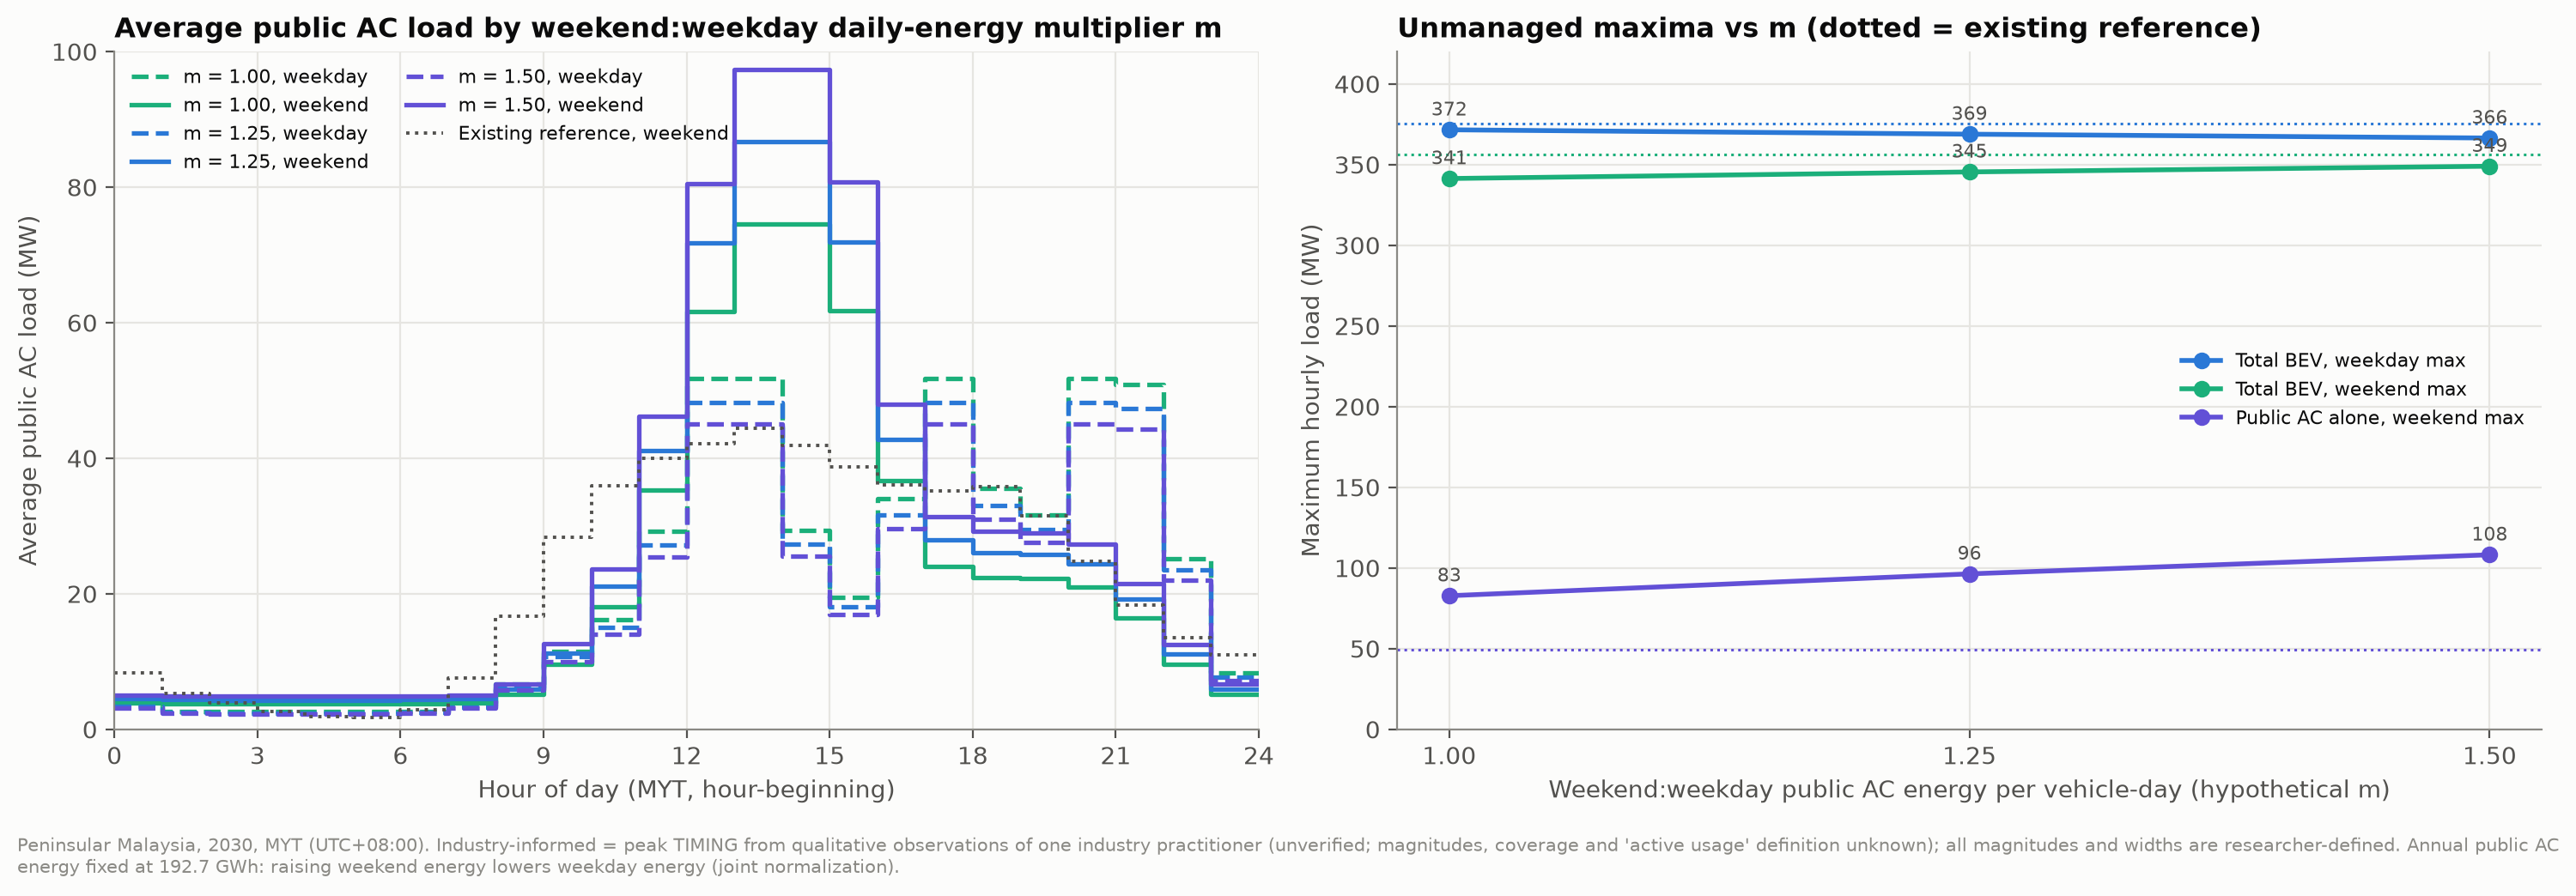 Average public AC load by weekend:weekday daily-energy multiplier m
m = 1.00, weekday
m = 1.00, weekend
m = 1.25, weekday
m = 1.25, weekend
m = 1.50, weekday
m = 1.50, weekend
Existing reference, weekend
Average public AC load (MW)
100
80
60
40
20
0
0 3 6 9 12 15 18 21 24
Hour of day (MYT, hour-beginning)
Unmanaged maxima vs m (dotted = existing reference)
Maximum hourly load (MW)
400
350
300
250
200
150
100
50
0
372 369 366
341 345 349
83 96 108
Total BEV, weekday max
Total BEV, weekend max
Public AC alone, weekend max
1.00 1.25 1.50
Weekend:weekday public AC energy per vehicle-day (hypothetical m)
Peninsular Malaysia, 2030, MYT (UTC+08:00). Industry-informed = peak TIMING from qualitative observations of one industry practitioner (unverified; magnitudes, coverage and 'active usage' definition unknown); all magnitudes and widths are researcher-defined. Annual public AC
energy fixed at 192.7 GWh: raising weekend energy lowers weekday energy (joint normalization).